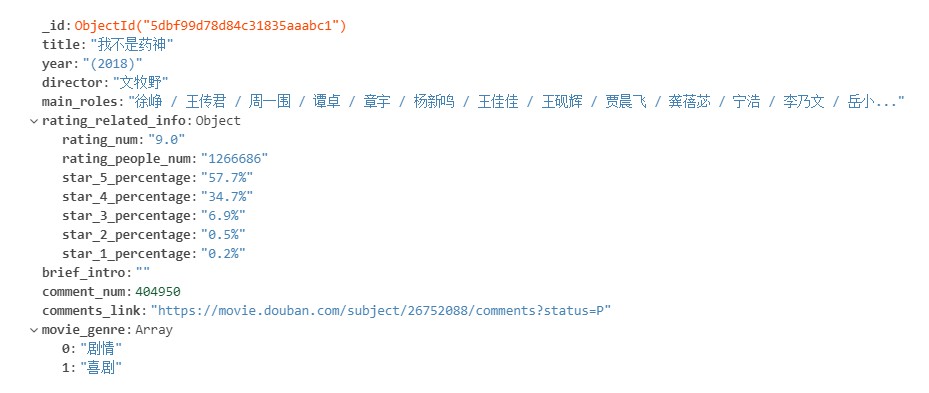 _id: ObjectId("5dbf99d78d84c31835aaabc1")
title: "我不是药神"
year: "(2018)"
director: "文牧野"
main_roles: "徐峥 / 王传君 / 周一围 / 谭卓 / 章宇 / 杨新鸣 / 王佳佳 / 王砚辉 / 贾晨飞 / 龚蓓苾 / 宁浩 / 李乃文 / 岳小..."
rating_related_info: Object
rating_num: "9.0"
rating_people_num: "1266686"
star_5_percentage: "57.7%"
star_4_percentage: "34.7%"
star_3_percentage: "6.9%"
star_2_percentage: "0.5%"
star_1_percentage: "0.2%"
brief_intro: ""
comment_num: 404950
comments_link: "https://movie.douban.com/subject/26752088/comments?status=P"
movie_genre: Array
0: "剧情"
1: "喜剧"